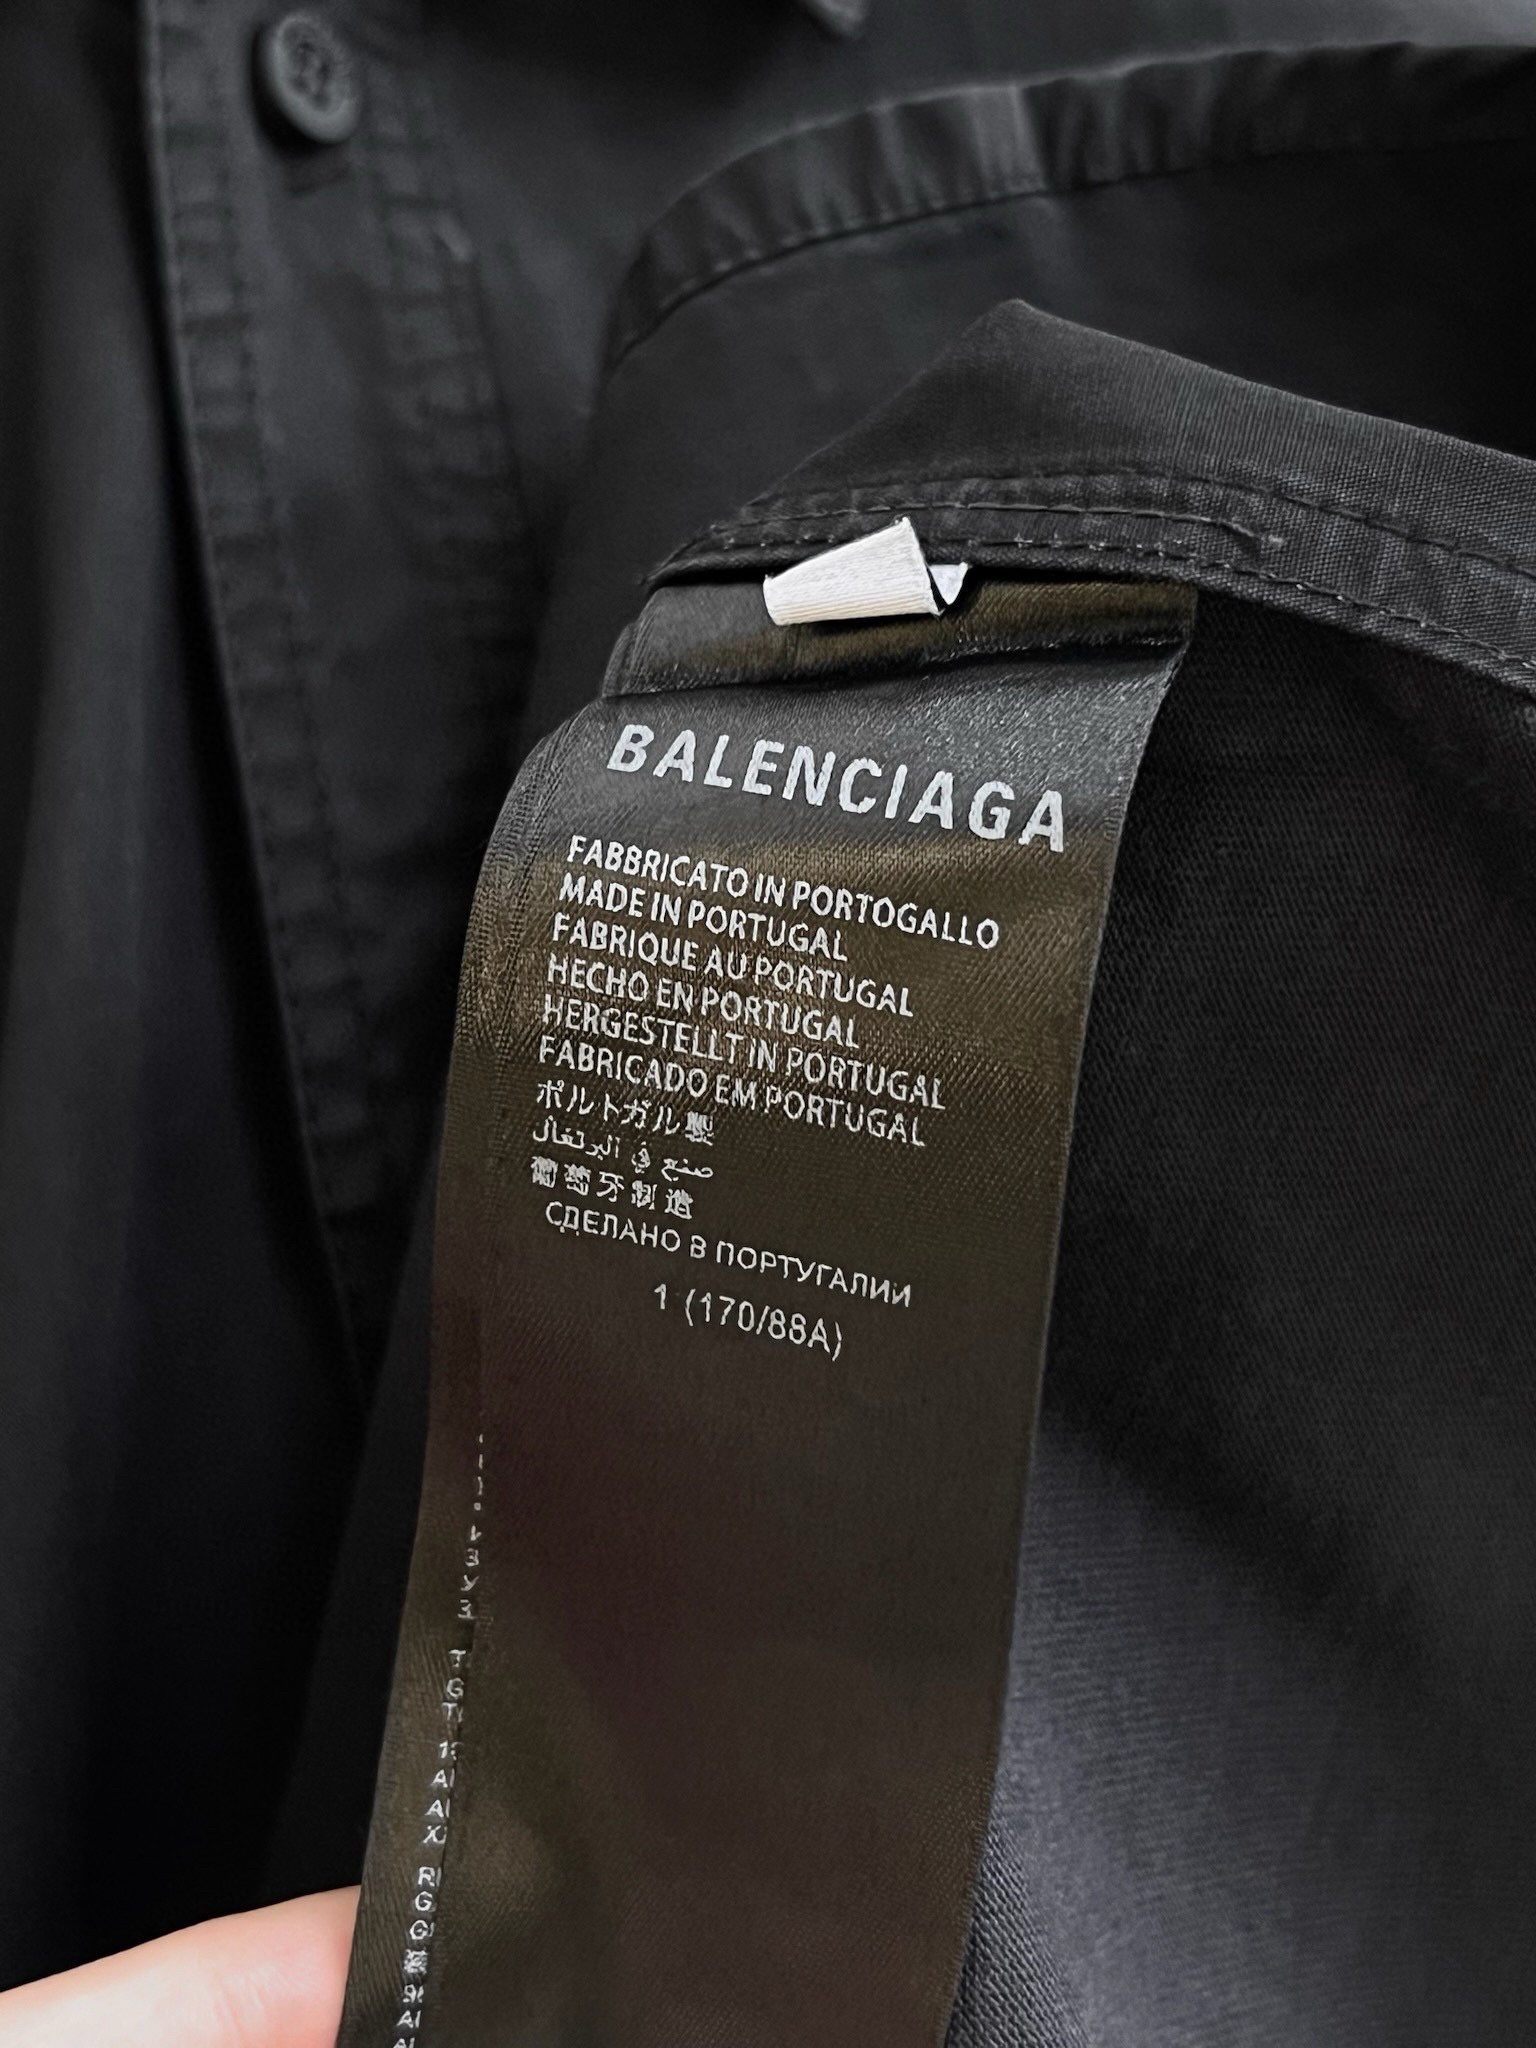 BALENCIAGA
FABBRICATO IN PORTOGALLO
MADE IN PORTUGAL
FABRIQUE AU PORTUGAL
HECHO EN PORTUGAL
HERGESTELLT IN PORTUGAL
FABRICADO EM PORTUGAL
ポルトガル製
صنع في البرتغال
葡萄牙制造
СДЕЛАНО В ПОРТУГАЛИИ
1 (170/88A)